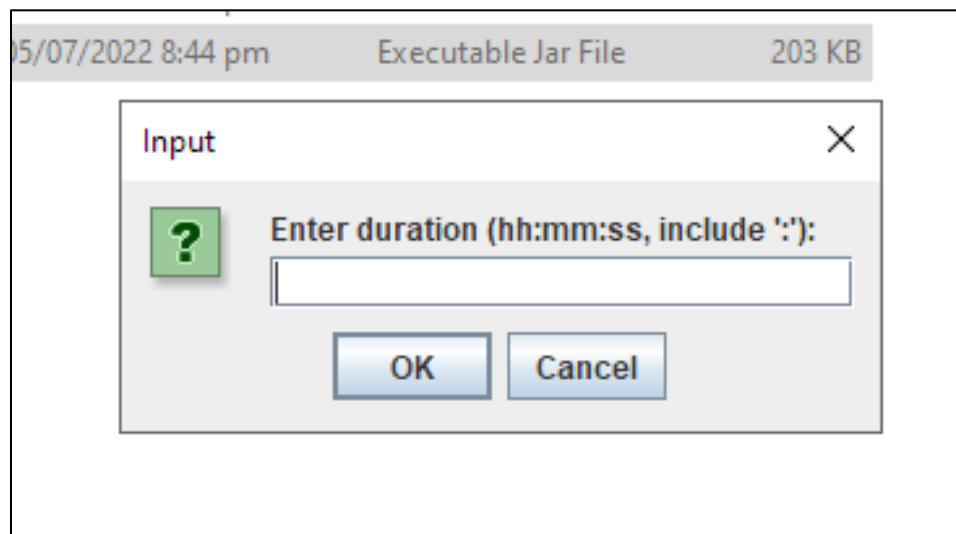 05/07/2022 8:44 pm Executable Jar File 203 KB
Input
?
Enter duration (hh:mm:ss, include ':'):
OK Cancel